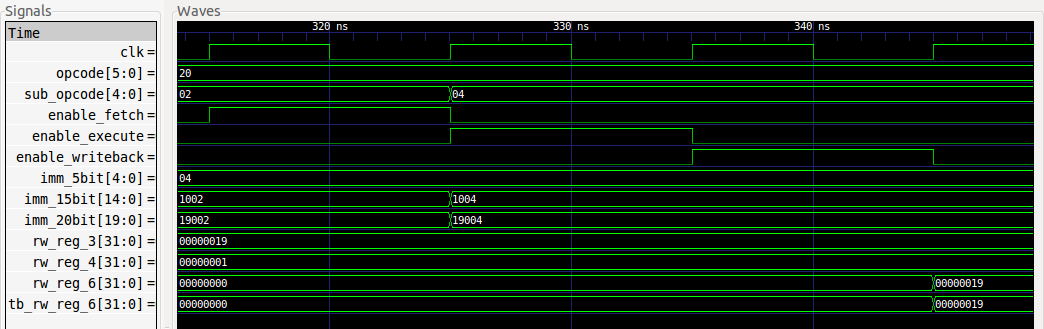 Signals Waves
Time 320 ns 330 ns 340 ns
clk =
opcode[5:0] = 20
sub_opcode[4:0] = 02 04
enable_fetch =
enable_execute =
enable_writeback =
imm_5bit[4:0] = 04
imm_15bit[14:0] = 1002 1004
imm_20bit[19:0] = 19002 19004
rw_reg_3[31:0] = 00000019
rw_reg_4[31:0] = 00000001
rw_reg_6[31:0] = 00000000 00000019
tb_rw_reg_6[31:0] = 00000000 00000019